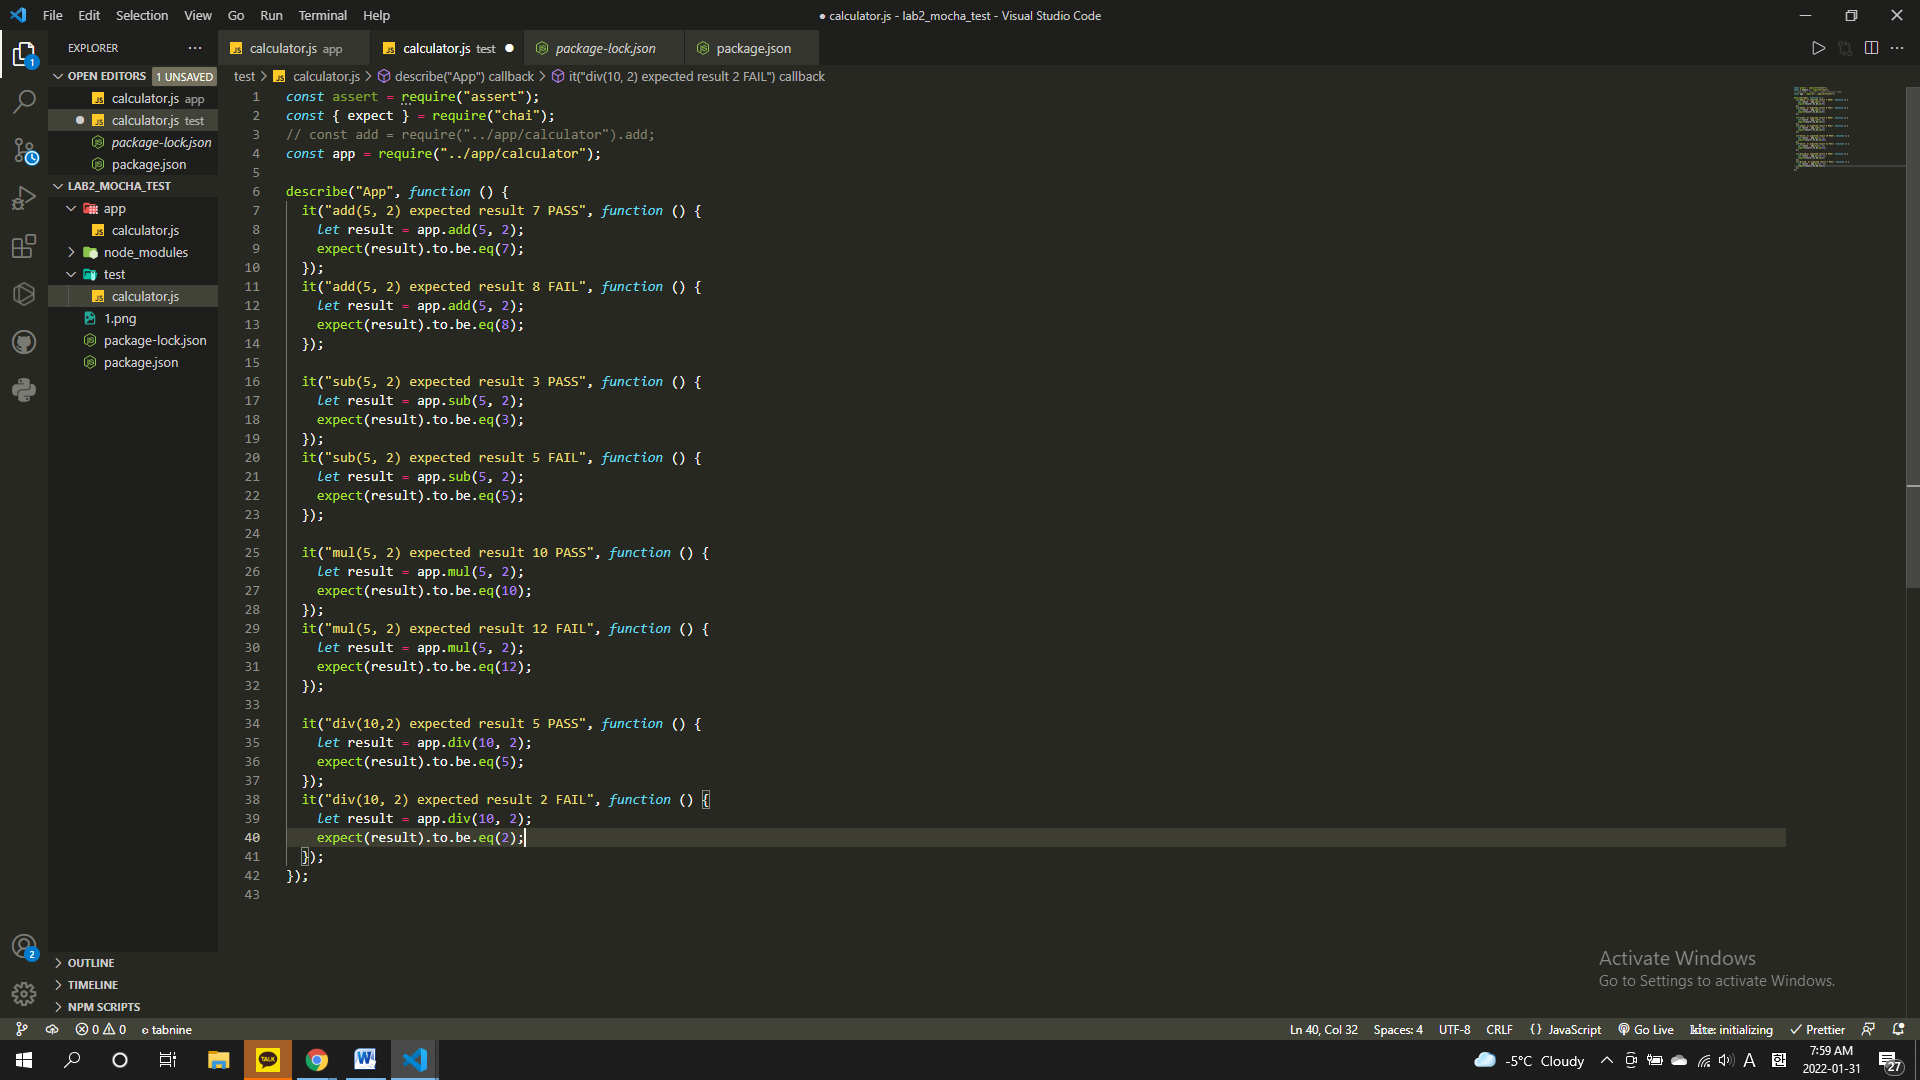 File Edit Selection View Go Run Terminal Help
● calculator.js - lab2_mocha_test - Visual Studio Code
EXPLORER
calculator.js app
calculator.js test
package-lock.json
package.json
OPEN EDITORS 1 UNSAVED
calculator.js app
calculator.js test
package-lock.json
package.json
LAB2_MOCHA_TEST
app
calculator.js
node_modules
test
calculator.js
1.png
package-lock.json
package.json
OUTLINE
TIMELINE
NPM SCRIPTS
test > calculator.js > describe("App") callback > it("div(10, 2) expected result 2 FAIL") callback
1 const assert = require("assert");
2 const { expect } = require("chai");
3 // const add = require("../app/calculator").add;
4 const app = require("../app/calculator");
5
6 describe("App", function () {
7 it("add(5, 2) expected result 7 PASS", function () {
8 let result = app.add(5, 2);
9 expect(result).to.be.eq(7);
10 });
11 it("add(5, 2) expected result 8 FAIL", function () {
12 let result = app.add(5, 2);
13 expect(result).to.be.eq(8);
14 });
15
16 it("sub(5, 2) expected result 3 PASS", function () {
17 let result = app.sub(5, 2);
18 expect(result).to.be.eq(3);
19 });
20 it("sub(5, 2) expected result 5 FAIL", function () {
21 let result = app.sub(5, 2);
22 expect(result).to.be.eq(5);
23 });
24
25 it("mul(5, 2) expected result 10 PASS", function () {
26 let result = app.mul(5, 2);
27 expect(result).to.be.eq(10);
28 });
29 it("mul(5, 2) expected result 12 FAIL", function () {
30 let result = app.mul(5, 2);
31 expect(result).to.be.eq(12);
32 });
33
34 it("div(10,2) expected result 5 PASS", function () {
35 let result = app.div(10, 2);
36 expect(result).to.be.eq(5);
37 });
38 it("div(10, 2) expected result 2 FAIL", function () {
39 let result = app.div(10, 2);
40 expect(result).to.be.eq(2);
41 });
42 });
43
Activate Windows
Go to Settings to activate Windows.
0 0 tabnine
Ln 40, Col 32 Spaces: 4 UTF-8 CRLF {} JavaScript Go Live kite: initializing Prettier
-5°C Cloudy A 한
7:59 AM
2022-01-31
27
1
2
TALK